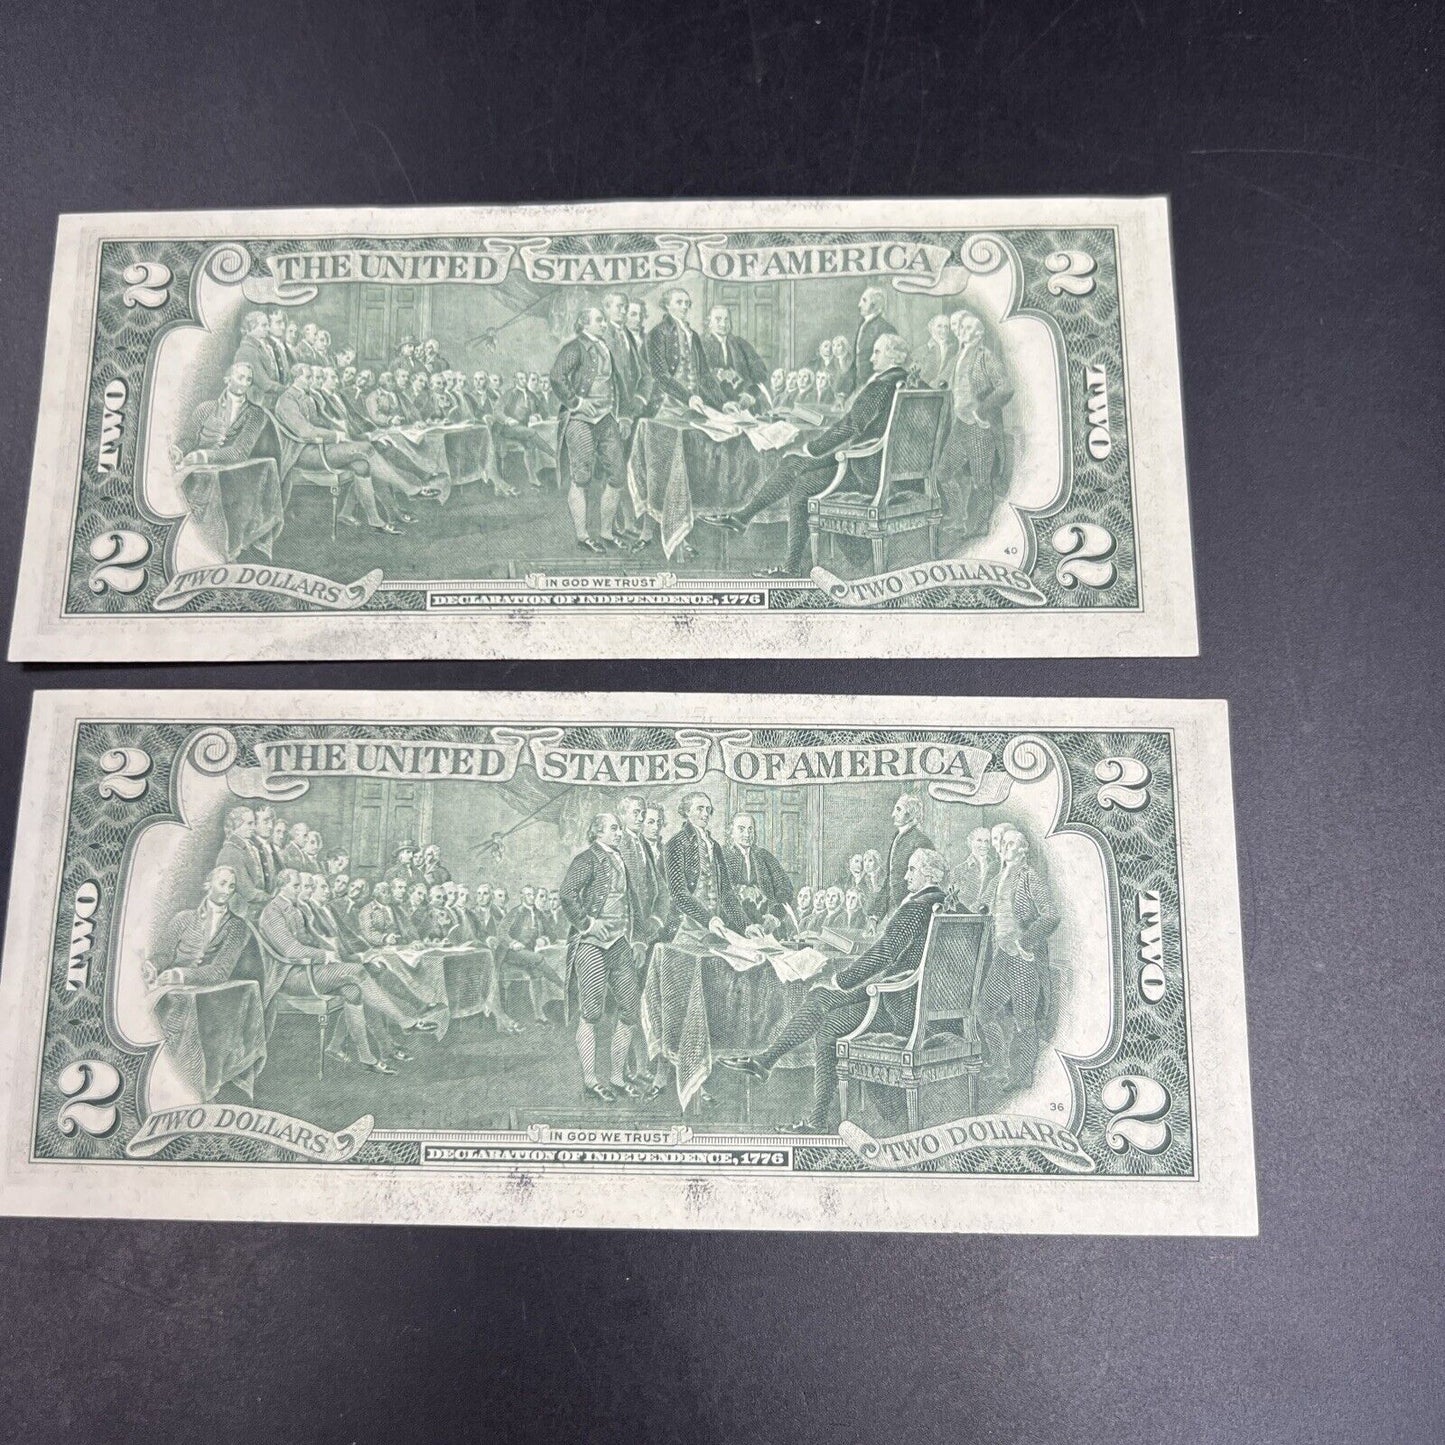 2 THE UNITED STATES OF AMERICA 2
TWO
TWO
40
2 TWO DOLLARS IN GOD WE TRUST TWO DOLLARS 2
DECLARATION OF INDEPENDENCE, 1776
2 THE UNITED STATES OF AMERICA 2
TWO
TWO
36
2 TWO DOLLARS IN GOD WE TRUST TWO DOLLARS 2
DECLARATION OF INDEPENDENCE, 1776